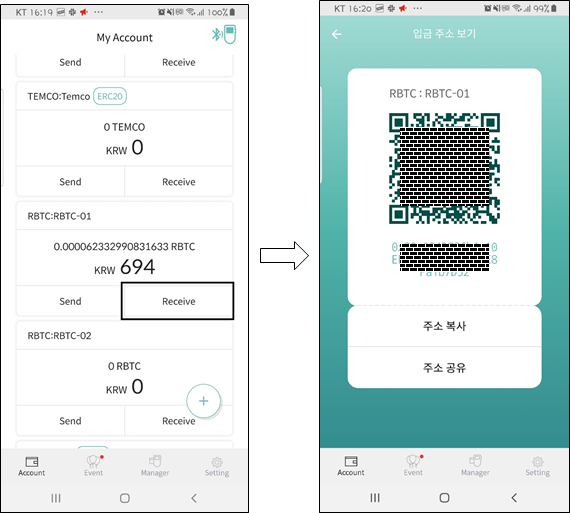 KT 16:19
100%
My Account
Send Receive
TEMCO:Temco ERC20
0 TEMCO
KRW 0
Send Receive
RBTC:RBTC-01
0.000062332990831633 RBTC
KRW 694
Send Receive
RBTC:RBTC-02
0 RBTC
KRW 0
+
Send Receive
Account Event Manager Setting
KT 16:20
99%
입금 주소 보기
RBTC : RBTC-01
주소 복사
주소 공유
Account Event Manager Setting